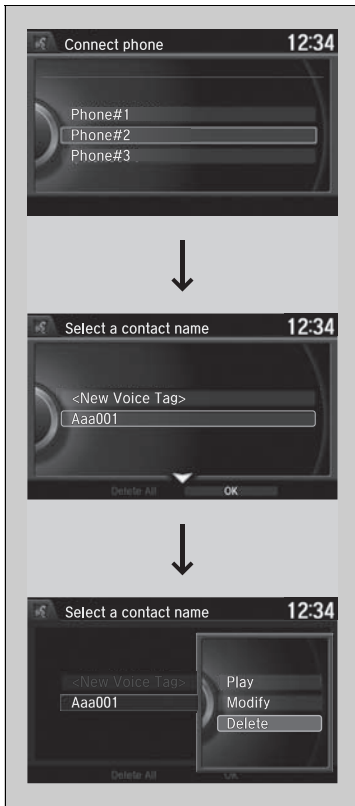 Connect phone 12:34
Phone#1
Phone#2
Phone#3
Select a contact name 12:34
<New Voice Tag>
Aaa001
Delete All OK
Select a contact name 12:34
<New Voice Tag>
Aaa001
Play
Modify
Delete
Delete All OK